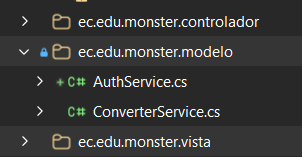 ec.edu.monster.controlador
ec.edu.monster.modelo
+ C# AuthService.cs
C# ConverterService.cs
ec.edu.monster.vista